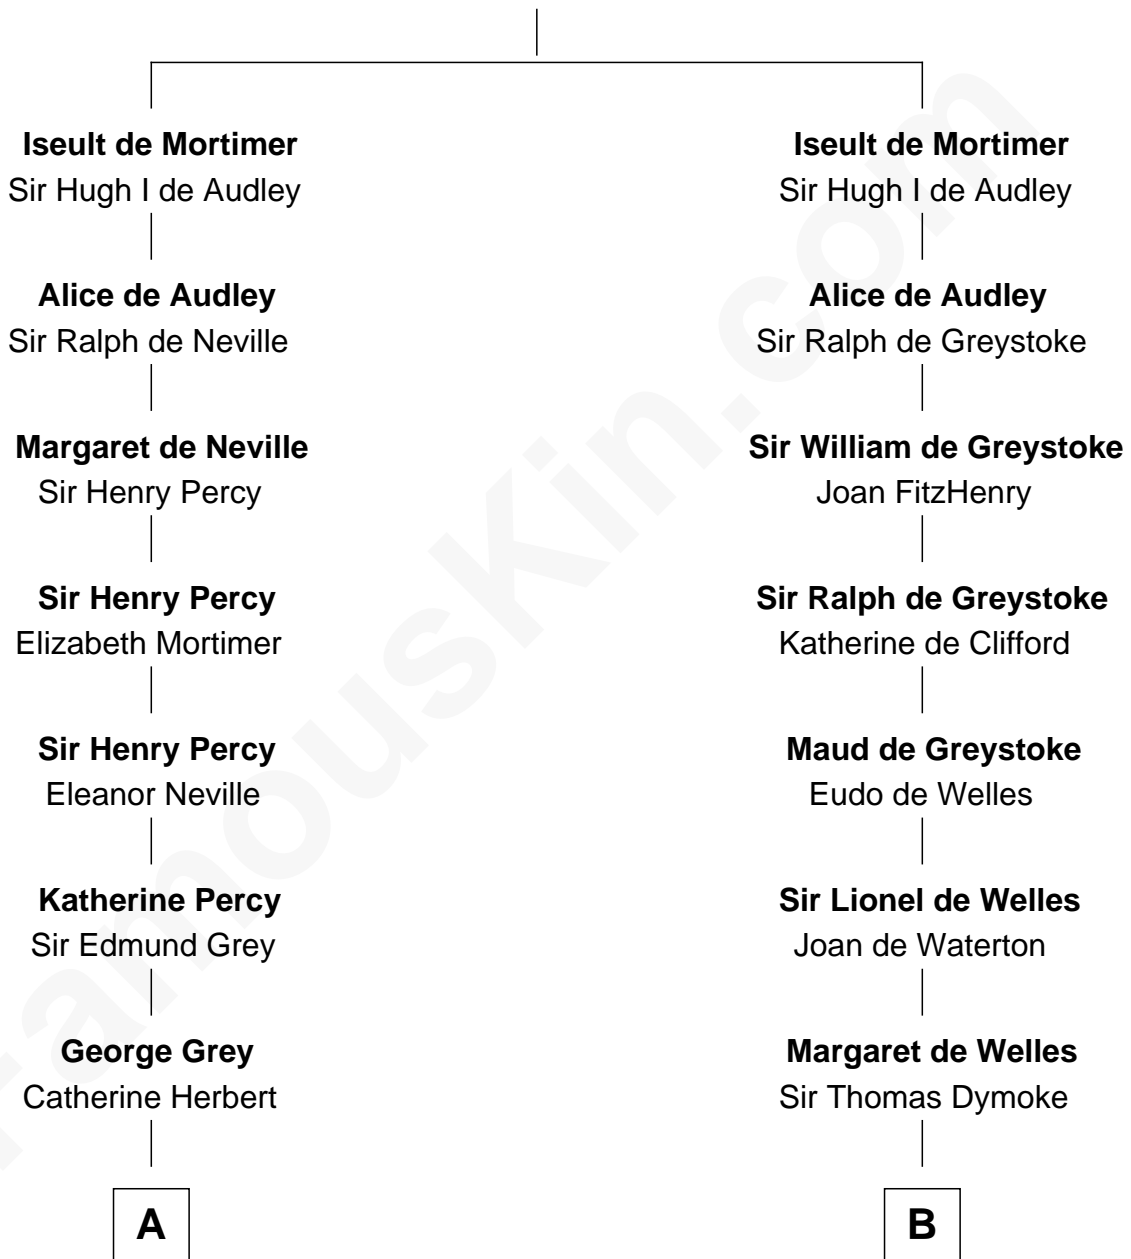 Iseult de Mortimer
Sir Hugh I de Audley
Alice de Audley
Sir Ralph de Neville
Margaret de Neville
Sir Henry Percy
Sir Henry Percy
Elizabeth Mortimer
Sir Henry Percy
Eleanor Neville
Katherine Percy
Sir Edmund Grey
George Grey
Catherine Herbert
A
Iseult de Mortimer
Sir Hugh I de Audley
Alice de Audley
Sir Ralph de Greystoke
Sir William de Greystoke
Joan FitzHenry
Sir Ralph de Greystoke
Katherine de Clifford
Maud de Greystoke
Eudo de Welles
Sir Lionel de Welles
Joan de Waterton
Margaret de Welles
Sir Thomas Dymoke
B
FamousKin.com